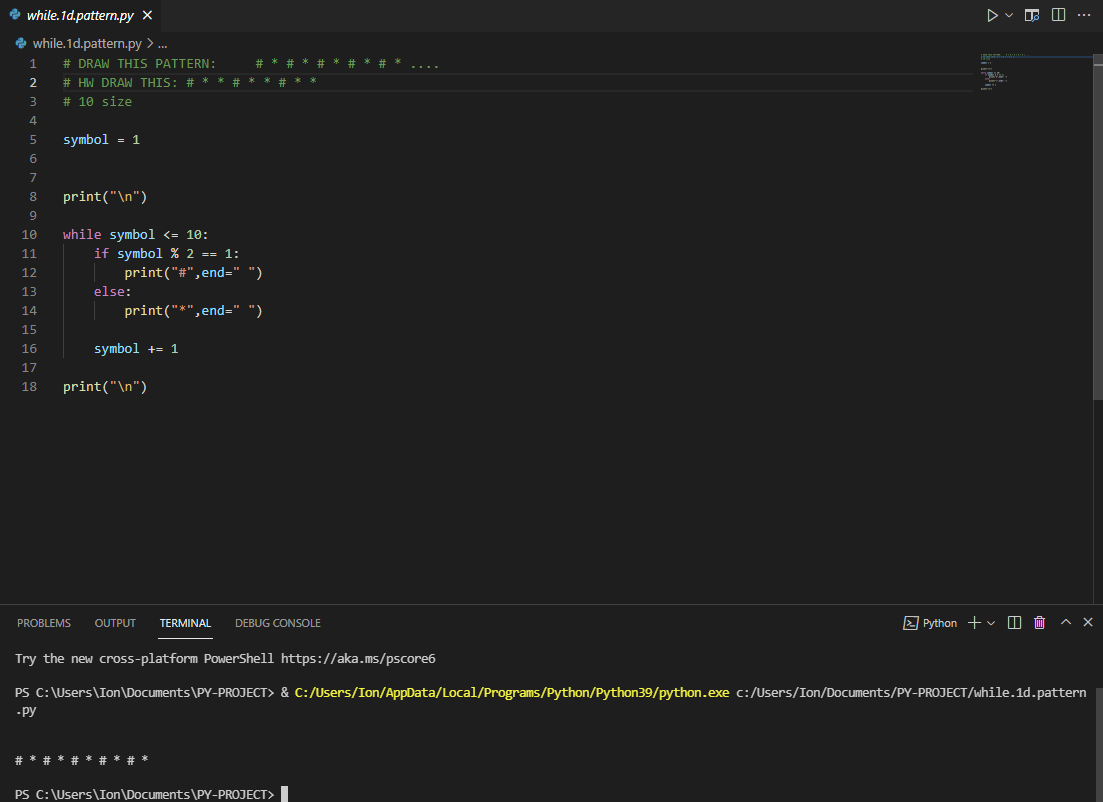 while.1d.pattern.py
while.1d.pattern.py > ...
1 # DRAW THIS PATTERN:     # * # * # * # * # * ....
2 # HW DRAW THIS: # * * # * * # * *
3 # 10 size
4
5 symbol = 1
6
7
8 print("\n")
9
10 while symbol <= 10:
11     if symbol % 2 == 1:
12         print("#",end=" ")
13     else:
14         print("*",end=" ")
15
16     symbol += 1
17
18 print("\n")
PROBLEMS OUTPUT TERMINAL DEBUG CONSOLE Python
Try the new cross-platform PowerShell https://aka.ms/pscore6
PS C:\Users\Ion\Documents\PY-PROJECT> & C:/Users/Ion/AppData/Local/Programs/Python/Python39/python.exe c:/Users/Ion/Documents/PY-PROJECT/while.1d.pattern
.py
# * # * # * # * # *
PS C:\Users\Ion\Documents\PY-PROJECT>